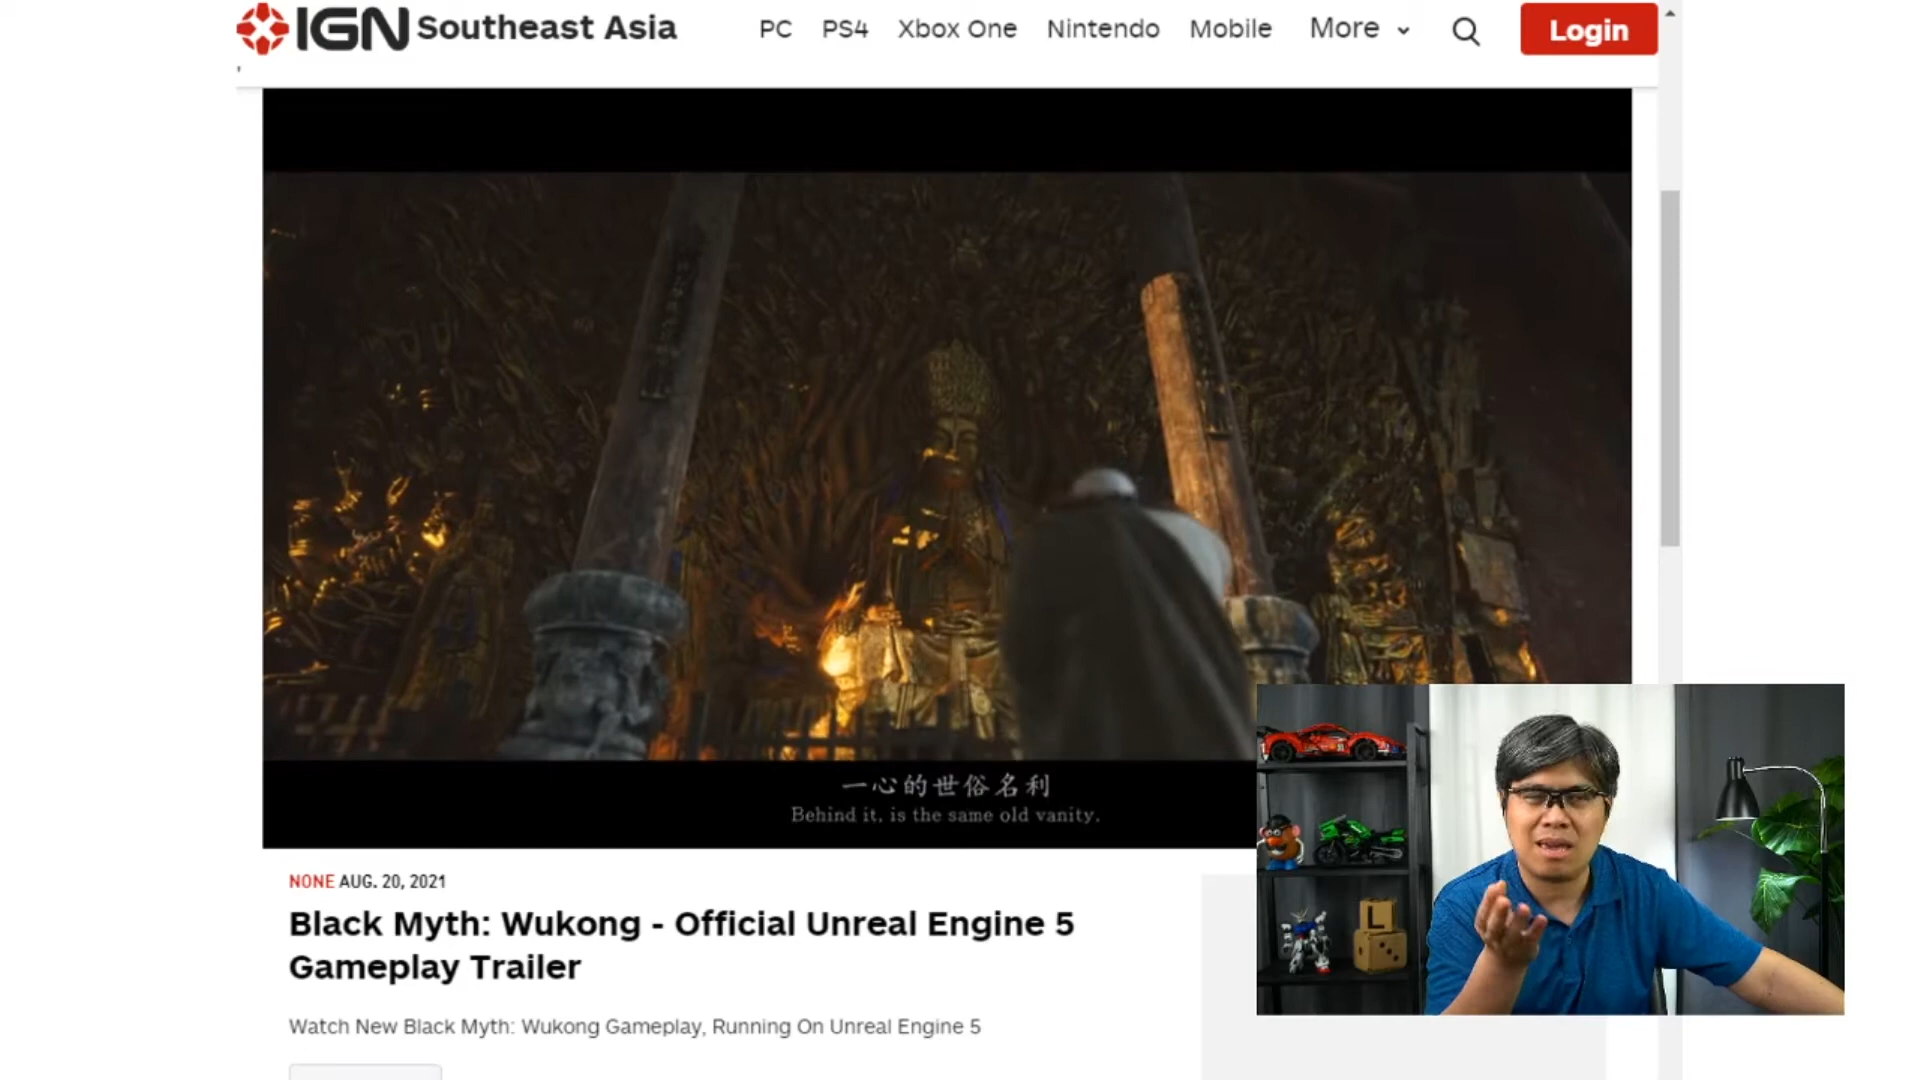 IGN Southeast Asia
PC PS4 Xbox One Nintendo Mobile More
Login
一心的世俗名利
Behind it, is the same old vanity.
NONE AUG. 20, 2021
Black Myth: Wukong - Official Unreal Engine 5
Gameplay Trailer
Watch New Black Myth: Wukong Gameplay, Running On Unreal Engine 5
L